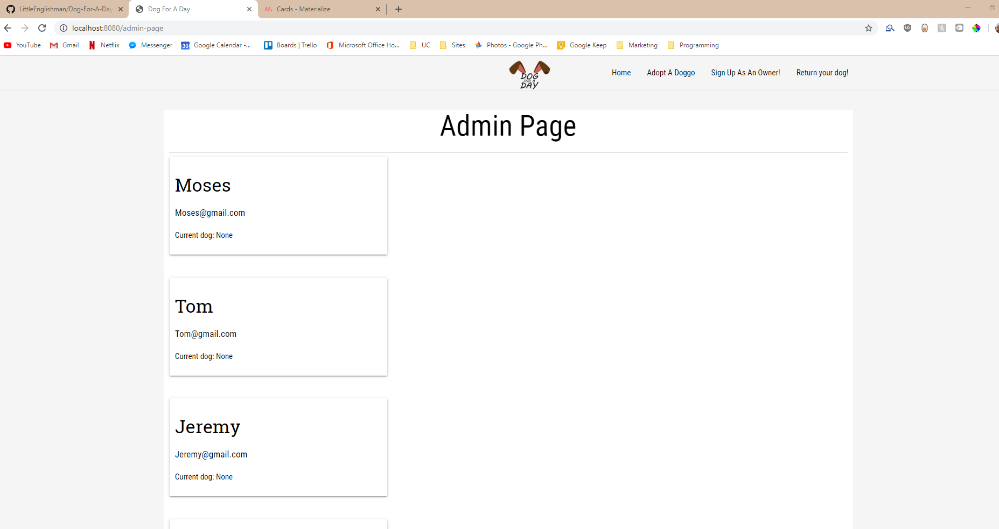 LittleEnglishman/Dog-For-A-Day
Dog For A Day
Cards - Materialize
localhost:8080/admin-page
YouTube
Gmail
Netflix
Messenger
30
Google Calendar -...
Boards | Trello
Microsoft Office Ho...
UC
Sites
Photos - Google Ph...
Google Keep
Marketing
Programming
DOG
FOR A
DAY
Home
Adopt A Doggo
Sign Up As An Owner!
Return your dog!
Admin Page
Moses
Moses@gmail.com
Current dog: None
Tom
Tom@gmail.com
Current dog: None
Jeremy
Jeremy@gmail.com
Current dog: None